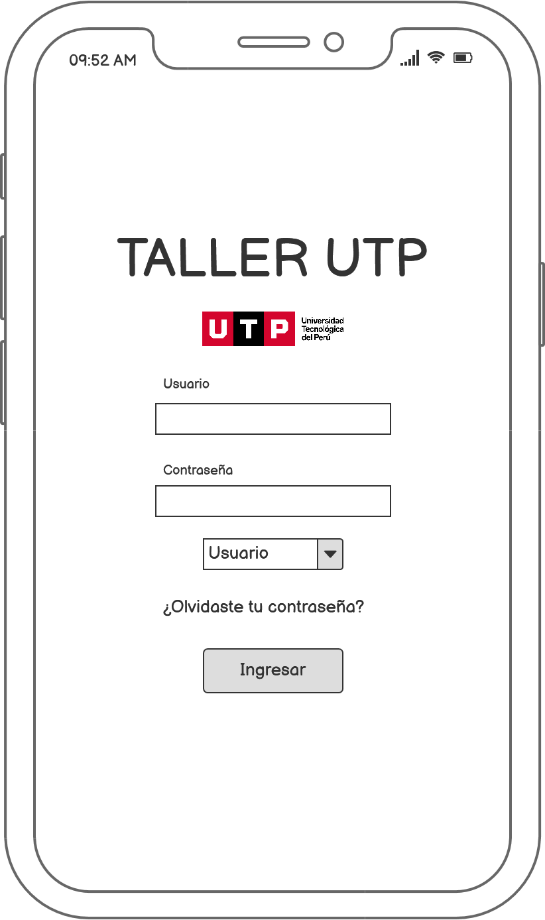 09:52 AM
TALLER UTP
UTP
Universidad
Tecnológica
del Perú
Usuario
Contraseña
Usuario
¿Olvidaste tu contraseña?
Ingresar